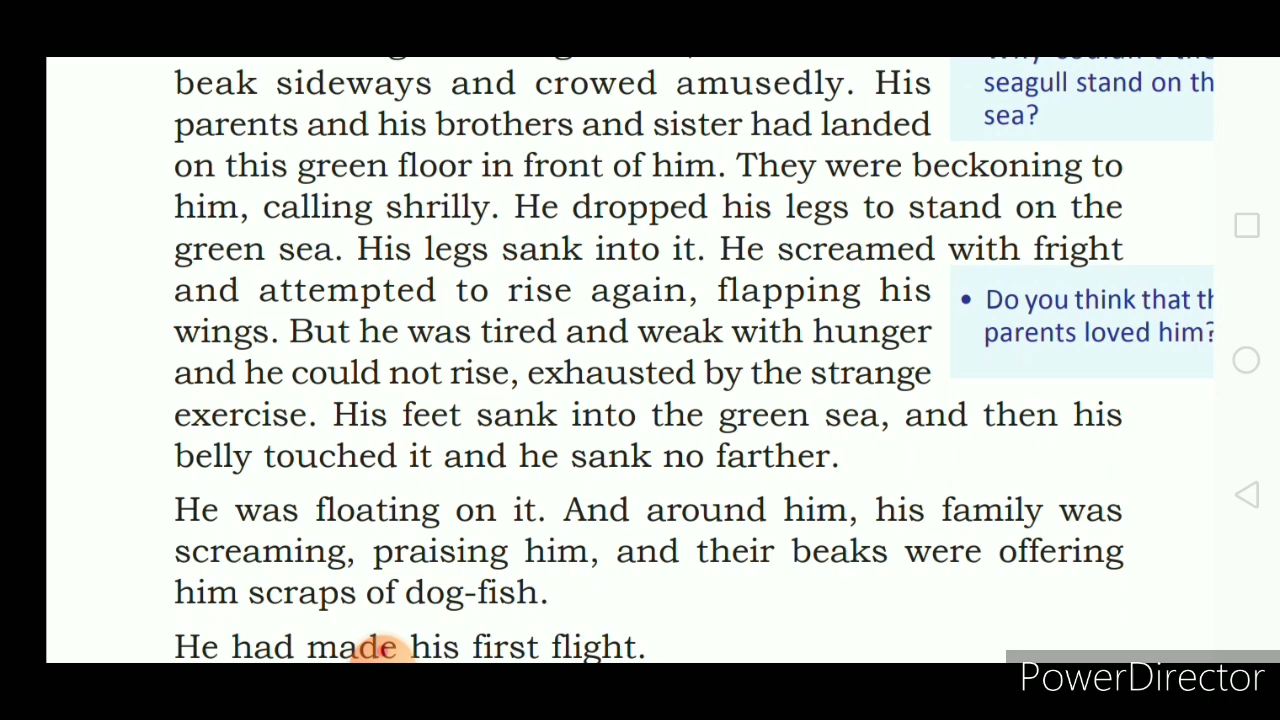 beak sideways and crowed amusedly. His
parents and his brothers and sister had landed
on this green floor in front of him. They were beckoning to
him, calling shrilly. He dropped his legs to stand on the
green sea. His legs sank into it. He screamed with fright
and attempted to rise again, flapping his
wings. But he was tired and weak with hunger
and he could not rise, exhausted by the strange
exercise. His feet sank into the green sea, and then his
belly touched it and he sank no farther.
He was floating on it. And around him, his family was
screaming, praising him, and their beaks were offering
him scraps of dog-fish.
He had made his first flight.
seagull stand on th
sea?
• Do you think that th
parents loved him?
PowerDirector